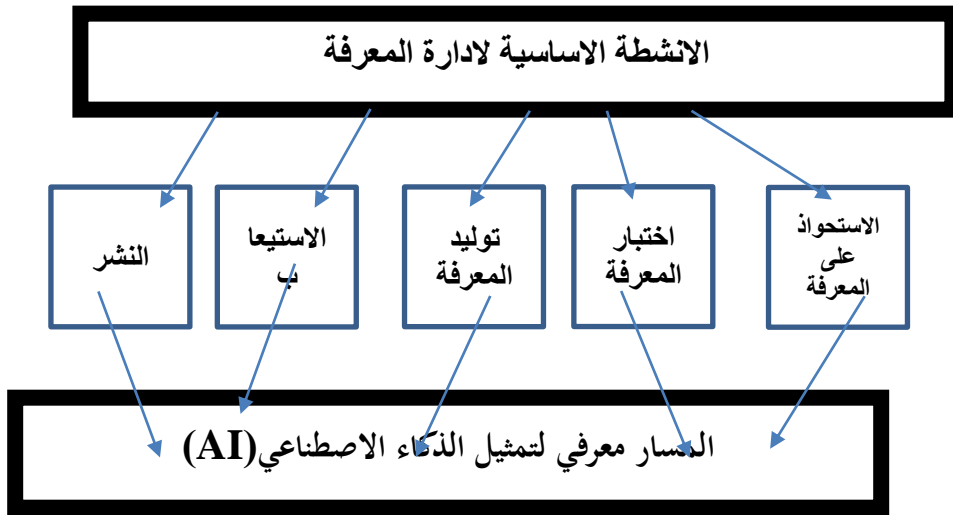 الانشطة الاساسية لادارة المعرفة
الاستحواذ
على
المعرفة
اختبار
المعرفة
توليد
المعرفة
الاستيعا
ب
النشر
المسار معرفي لتمثيل الذكاء الاصطناعي(AI)